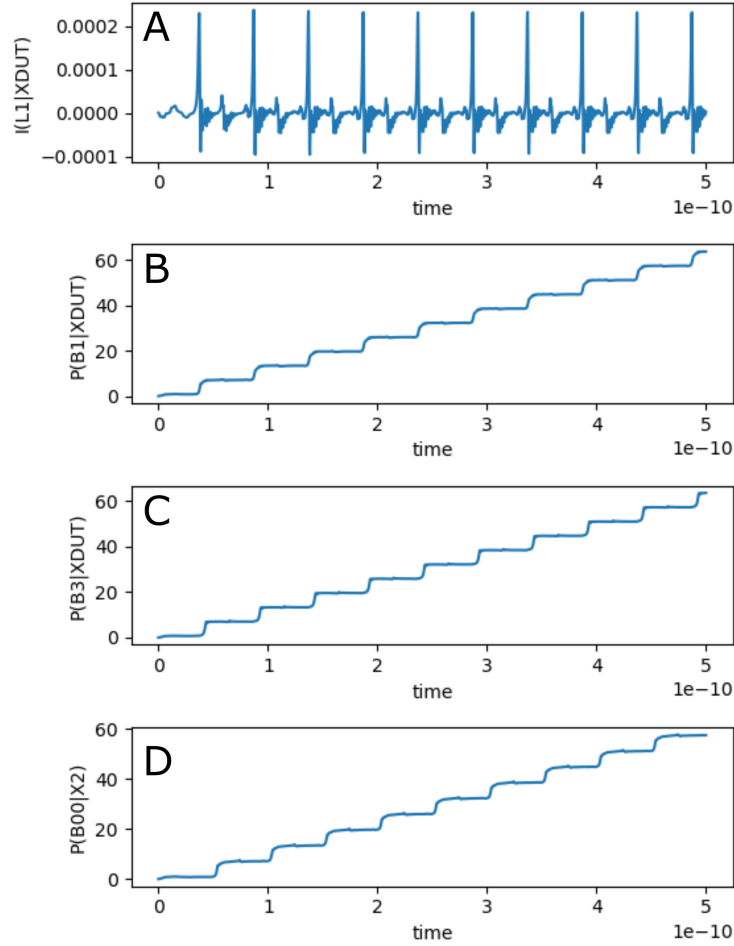 A
I(L1|XDUT)
0.0002
0.0001
0.0000
−0.0001
0 1 2 3 4 5
time
1e−10
B
P(B1|XDUT)
60
40
20
0
0 1 2 3 4 5
time
1e−10
C
P(B3|XDUT)
60
40
20
0
0 1 2 3 4 5
time
1e−10
D
P(B00|X2)
60
40
20
0
0 1 2 3 4 5
time
1e−10